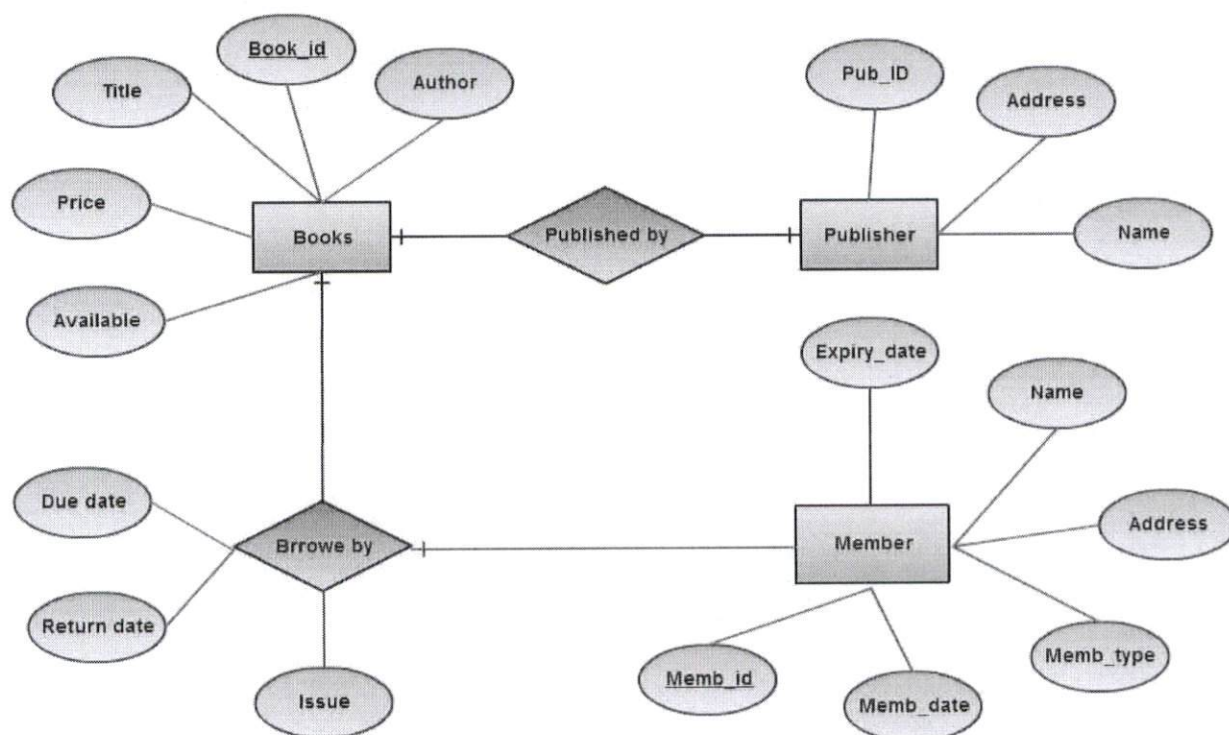 Book_id
Title
Author
Pub_ID
Address
Price
Books
Published by
Publisher
Name
Available
Expiry_date
Name
Due date
Brrowe by
Member
Address
Return date
Issue
Memb_id
Memb_date
Memb_type